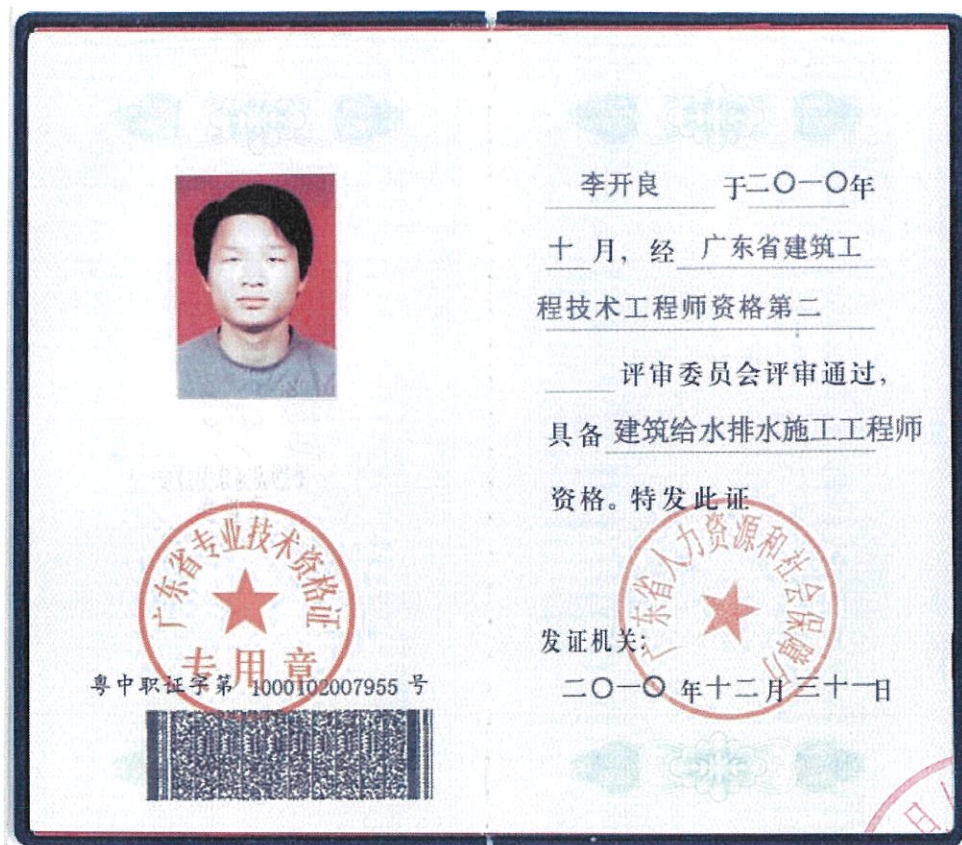 广东省专业技术资格证
专用章
粤中职证字第 1000102007955 号
李开良 于二〇一〇年
十月，经 广东省建筑工
程技术工程师资格第二
评审委员会评审通过，
具备 建筑给水排水施工工程师
资格。特发此证
广东省人力资源和社会保障厅
发证机关：
二〇一〇年十二月三十一日